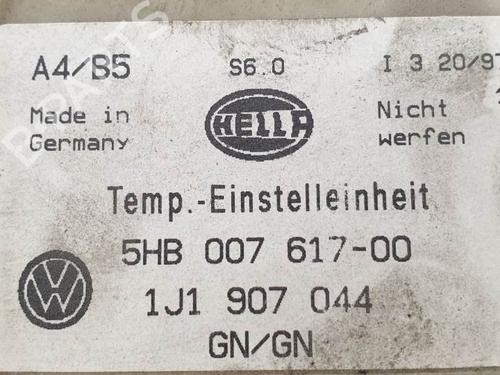 A4/B5 S6.0 I 3 20/97
Made in Germany
HELLA
Nicht werfen
Temp.-Einstelleinheit
5HB 007 617-00
VW
1J1 907 044
GN/GN